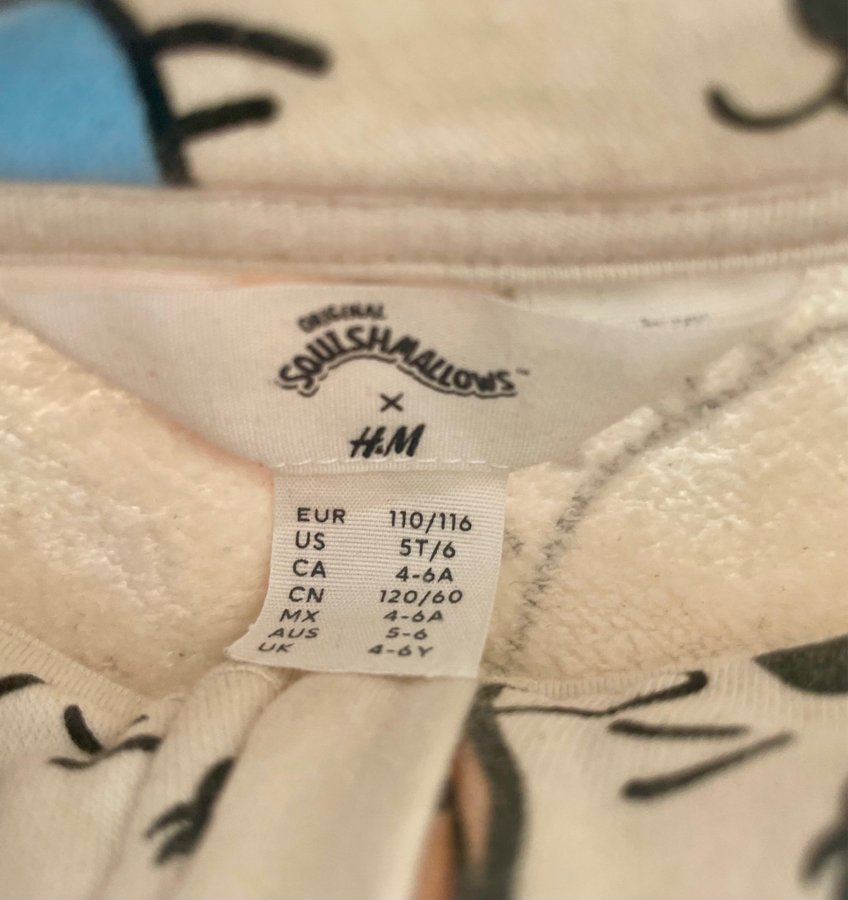 ORIGINAL
SQUISHMALLOWS™
×
H&M
EUR 110/116
US 5T/6
CA 4-6A
CN 120/60
MX 4-6A
AUS 5-6
UK 4-6Y